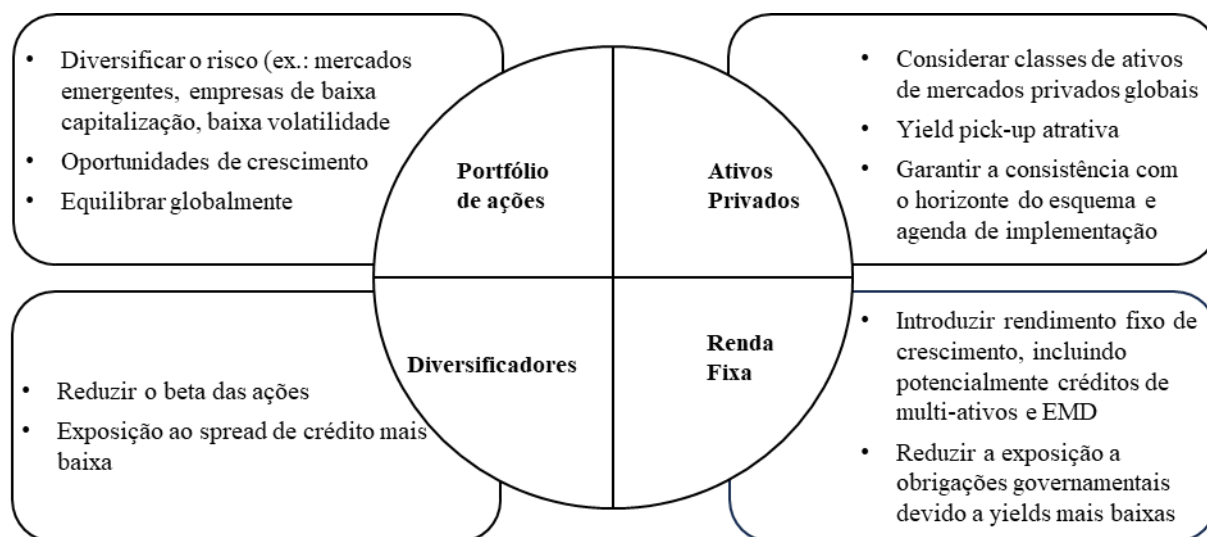 • Diversificar o risco (ex.: mercados
emergentes, empresas de baixa
capitalização, baixa volatilidade
• Oportunidades de crescimento
• Equilibrar globalmente
Portfólio
de ações
Ativos
Privados
• Considerar classes de ativos
de mercados privados globais
• Yield pick-up atrativa
• Garantir a consistência com
o horizonte do esquema e
agenda de implementação
• Reduzir o beta das ações
• Exposição ao spread de crédito mais
baixa
Diversificadores
Renda
Fixa
• Introduzir rendimento fixo de
crescimento, incluindo
potencialmente créditos de
multi-ativos e EMD
• Reduzir a exposição a
obrigações governamentais
devido a yields mais baixas